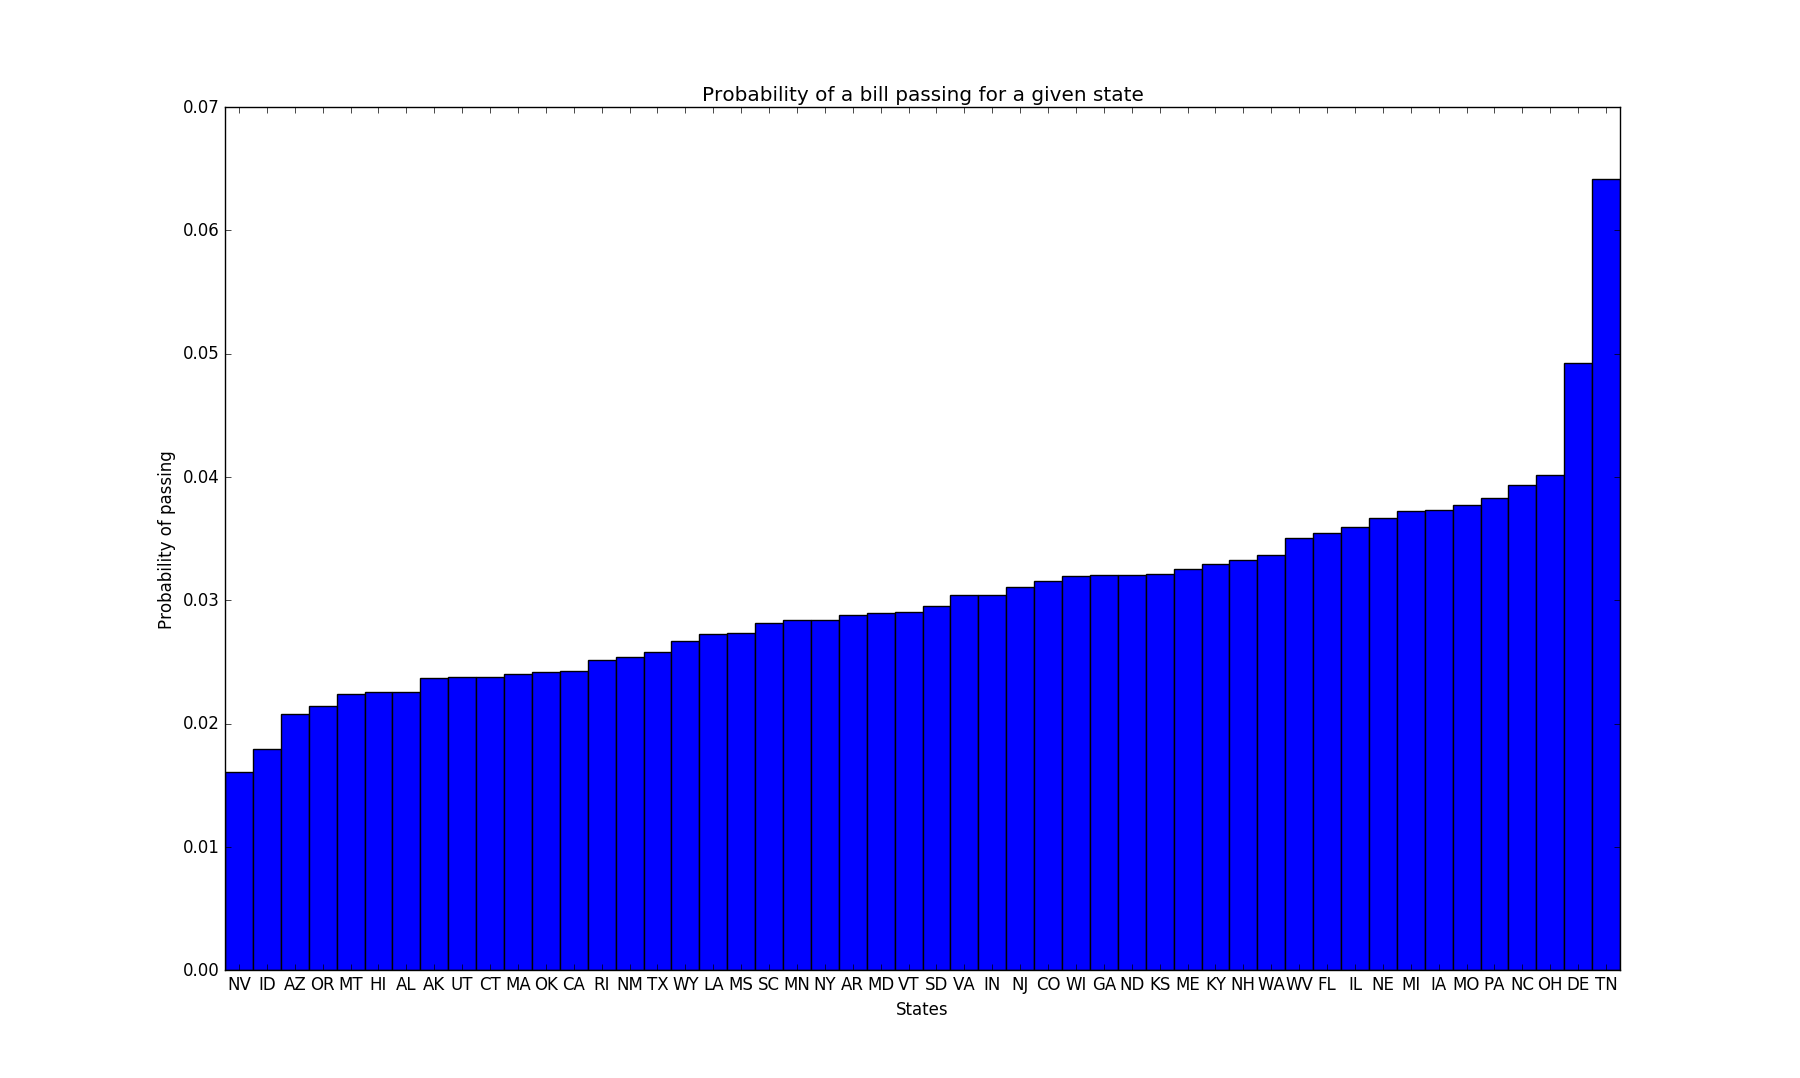 Probability of a bill passing for a given state
0.07
0.06
0.05
0.04
0.03
0.02
0.01
0.00
Probability of passing
NV ID AZ OR MT HI AL AK UT CT MA OK CA RI NM TX WY LA MS SC MN NY AR MD VT SD VA IN NJ CO WI GA ND KS ME KY NH WA WV FL IL NE MI IA MO PA NC OH DE TN
States